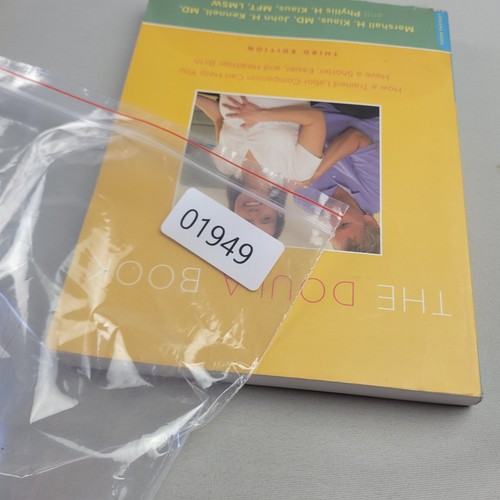 THE DOULA BOOK
How a Trained Labor Companion Can Help You
Have a Shorter, Easier, and Healthier Birth
THIRD EDITION
Marshall H. Klaus, MD, John H. Kennell, MD,
and Phyllis H. Klaus, MFT, LMSW
01949